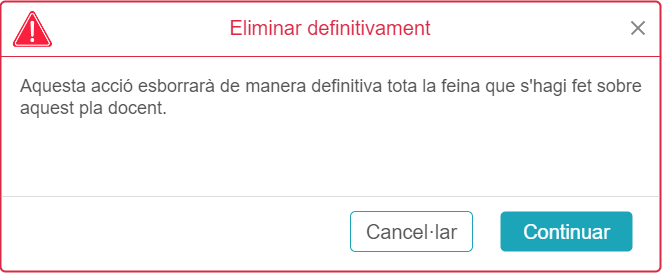 Eliminar definitivament
Aquesta acció esborrarà de manera definitiva tota la feina que s'hagi fet sobre
aquest pla docent.
Cancel·lar
Continuar